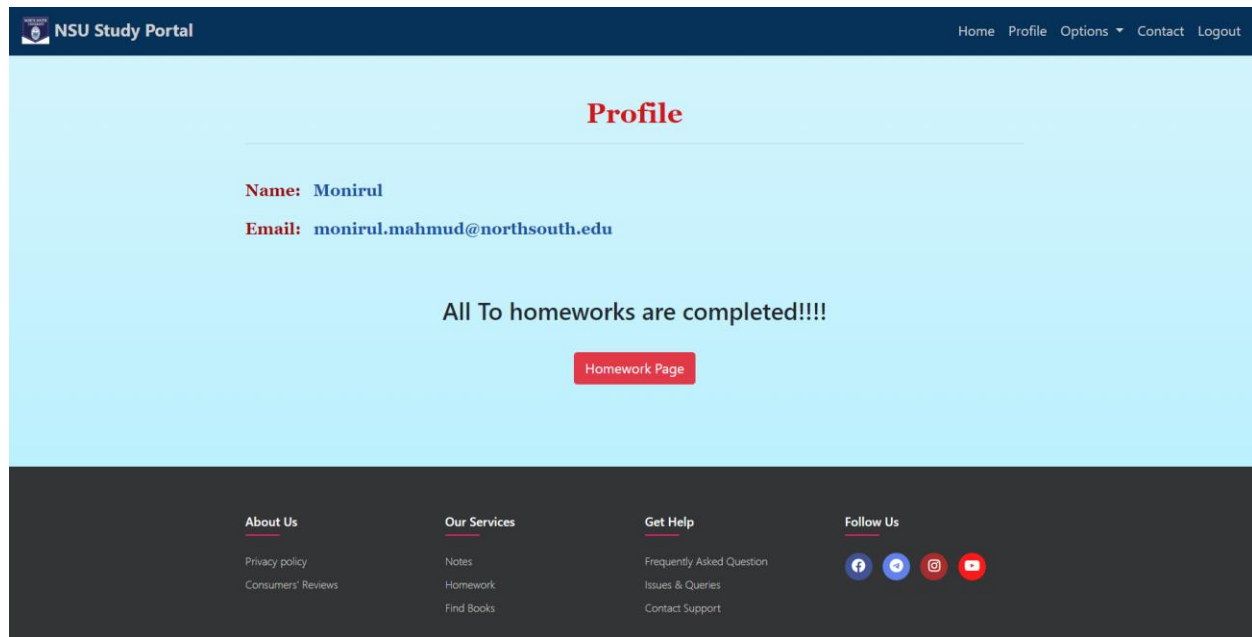 NSU Study Portal
Home Profile Options Contact Logout
Profile
Name: Monirul
Email: monirul.mahmud@northsouth.edu
All To homeworks are completed!!!!
Homework Page
About Us
Privacy policy
Consumers' Reviews
Our Services
Notes
Homework
Find Books
Get Help
Frequently Asked Question
Issues & Queries
Contact Support
Follow Us